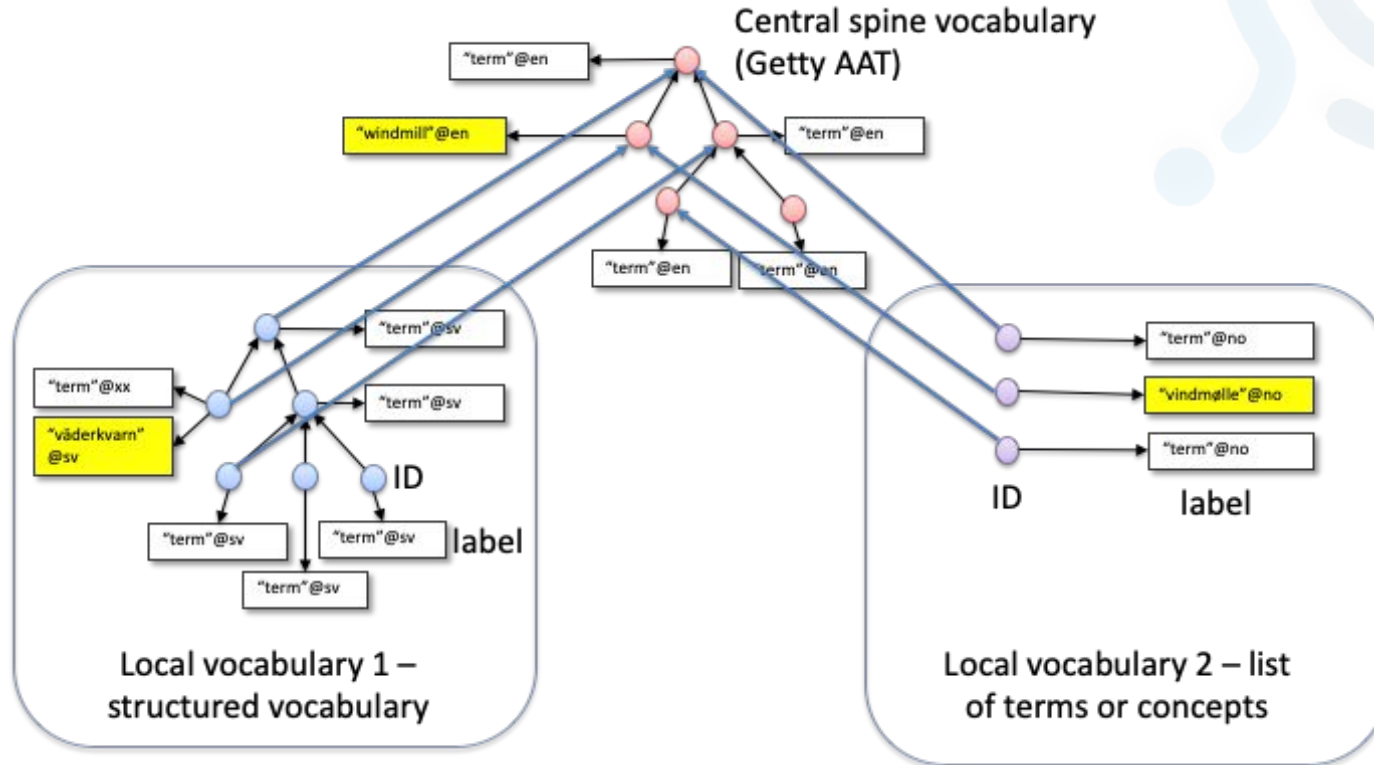 Central spine vocabulary
(Getty AAT)
“term”@en
“windmill”@en
“term”@en
“term”@en
“term”@en
“term”@sv
“term”@xx
“term”@sv
“väderkvarn”
@sv
ID
“term”@sv
“term”@sv
label
“term”@sv
Local vocabulary 1 –
structured vocabulary
“term”@no
“vindmølle”@no
“term”@no
ID
label
Local vocabulary 2 – list
of terms or concepts